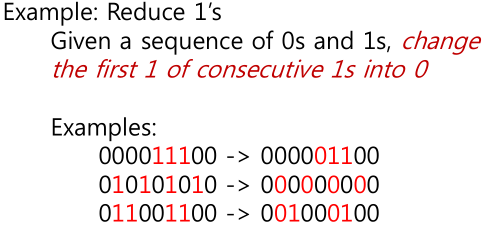 Example: Reduce 1's
Given a sequence of 0s and 1s, change
the first 1 of consecutive 1s into 0
Examples:
000011100 -> 000001100
010101010 -> 000000000
011001100 -> 001000100